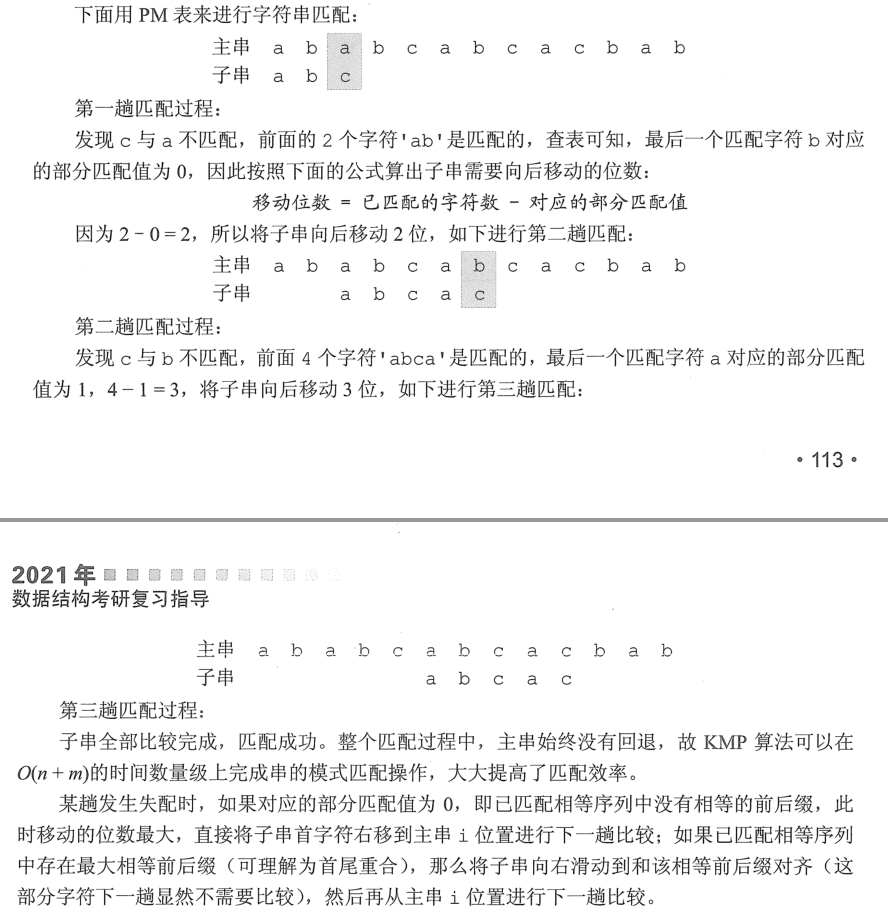 下面用 PM 表来进行字符串匹配：
主串 a b a b c a b c a c b a b
子串 a b c
第一趟匹配过程：
发现 c 与 a 不匹配，前面的 2 个字符'ab'是匹配的，查表可知，最后一个匹配字符 b 对应
的部分匹配值为 0，因此按照下面的公式算出子串需要向后移动的位数：
移动位数 = 已匹配的字符数 - 对应的部分匹配值
因为 2 − 0 = 2，所以将子串向后移动 2 位，如下进行第二趟匹配：
主串 a b a b c a b c a c b a b
子串 a b c a c
第二趟匹配过程：
发现 c 与 b 不匹配，前面 4 个字符'abca'是匹配的，最后一个匹配字符 a 对应的部分匹配
值为 1，4 − 1 = 3，将子串向后移动 3 位，如下进行第三趟匹配：
• 113 •
2021年
数据结构考研复习指导
主串 a b a b c a b c a c b a b
子串 a b c a c
第三趟匹配过程：
子串全部比较完成，匹配成功。整个匹配过程中，主串始终没有回退，故 KMP 算法可以在
O(n + m)的时间数量级上完成串的模式匹配操作，大大提高了匹配效率。
某趟发生失配时，如果对应的部分匹配值为 0，即已匹配相等序列中没有相等的前后缀，此
时移动的位数最大，直接将子串首字符右移到主串 i 位置进行下一趟比较；如果已匹配相等序列
中存在最大相等前后缀（可理解为首尾重合），那么将子串向右滑动到和该相等前后缀对齐（这
部分字符下一趟显然不需要比较），然后再从主串 i 位置进行下一趟比较。